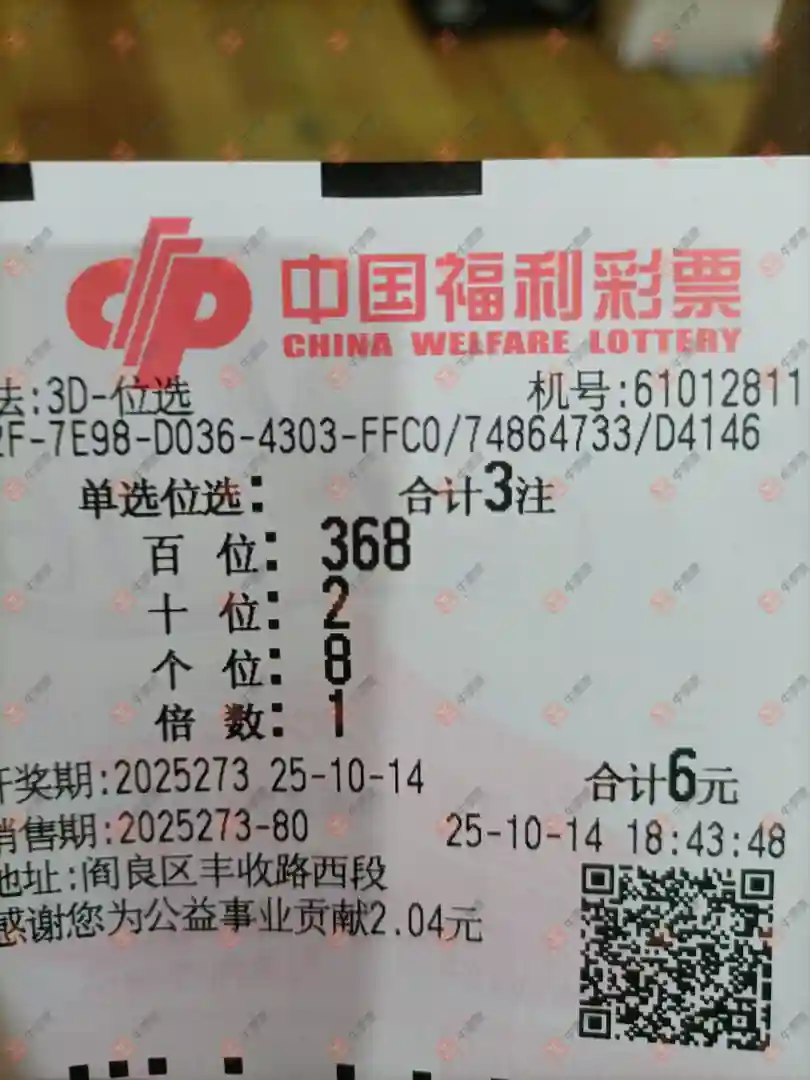 中国福利彩票
CHINA WELFARE LOTTERY
法:3D-位选 机号:61012811
2F-7E98-D036-4303-FFC0/74864733/D4146
单选位选: 合计3注
百 位: 368
十 位: 2
个 位: 8
倍 数: 1
开奖期:2025273 25-10-14 合计6元
销售期:2025273-80 25-10-14 18:43:48
地址:阎良区丰收路西段
感谢您为公益事业贡献2.04元